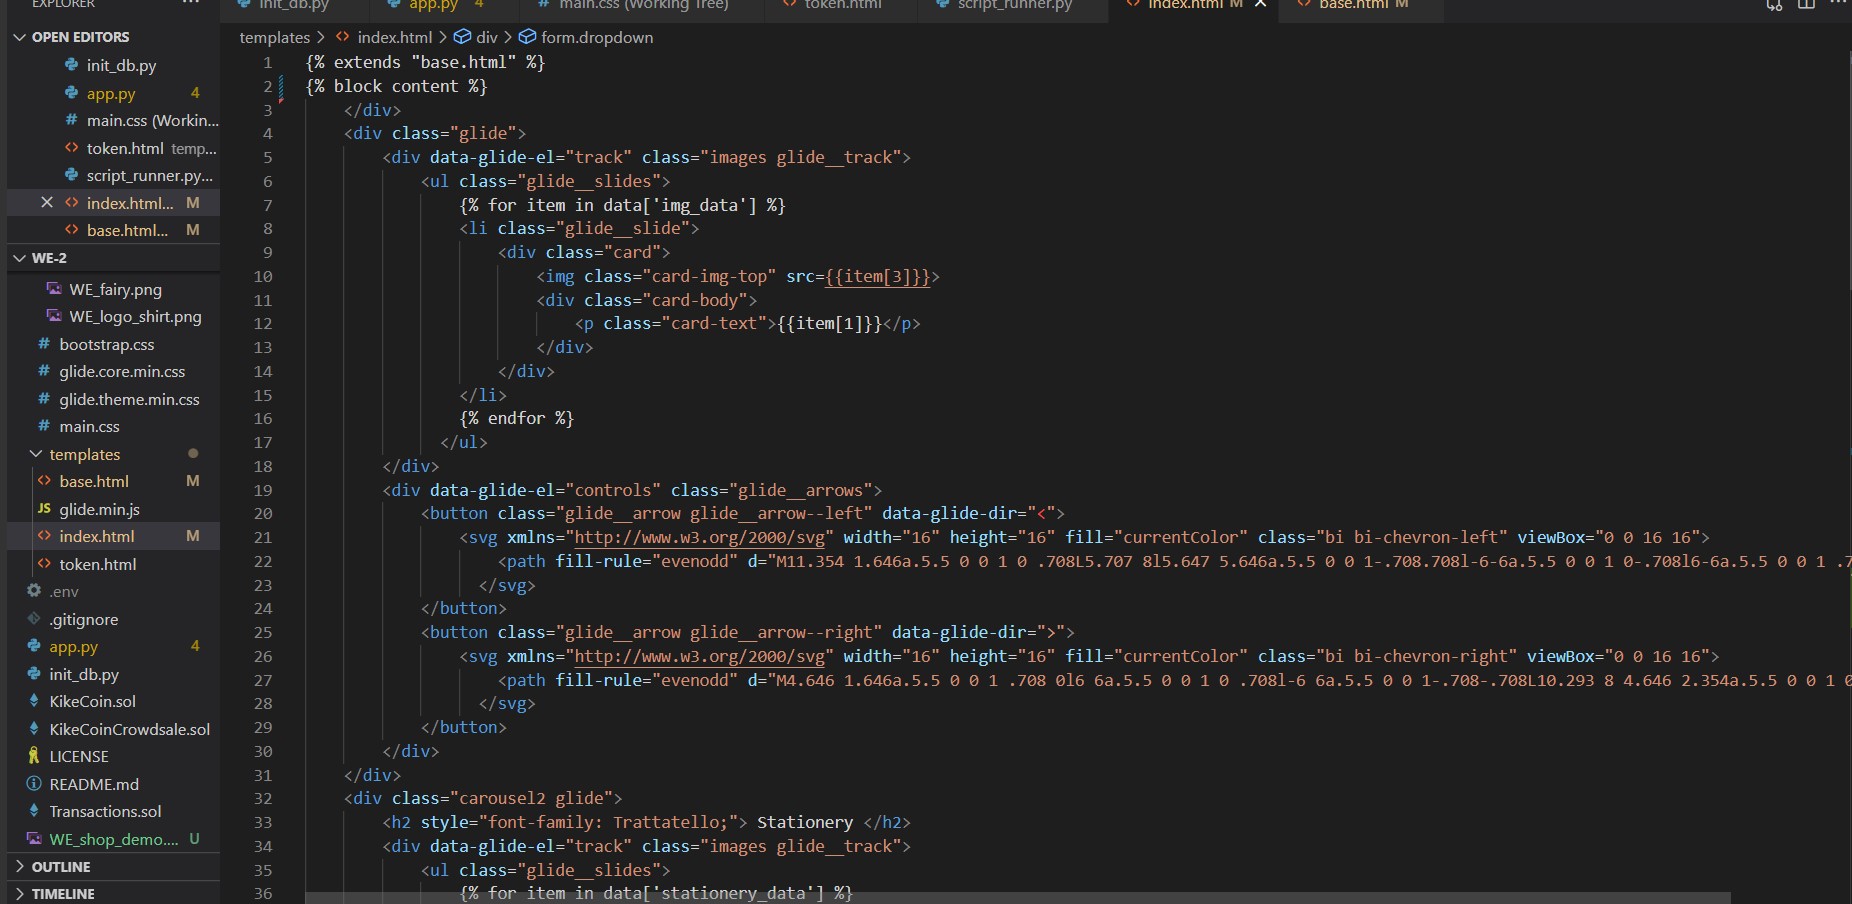 EXPLORER ...
init_db.py app.py 4 main.css (Working Tree) token.html script_runner.py index.html M base.html M
OPEN EDITORS
init_db.py
app.py 4
main.css (Workin...
token.html temp...
script_runner.py...
index.html... M
base.html... M
WE-2
WE_fairy.png
WE_logo_shirt.png
bootstrap.css
glide.core.min.css
glide.theme.min.css
main.css
templates
base.html M
glide.min.js
index.html M
token.html
.env
.gitignore
app.py 4
init_db.py
KikeCoin.sol
KikeCoinCrowdsale.sol
LICENSE
README.md
Transactions.sol
WE_shop_demo.... U
OUTLINE
TIMELINE
templates > index.html > div > form.dropdown
1 {% extends "base.html" %}
2 {% block content %}
3 </div>
4 <div class="glide">
5 <div data-glide-el="track" class="images glide__track">
6 <ul class="glide__slides">
7 {% for item in data['img_data'] %}
8 <li class="glide__slide">
9 <div class="card">
10 <img class="card-img-top" src={{item[3]}}>
11 <div class="card-body">
12 <p class="card-text">{{item[1]}}</p>
13 </div>
14 </div>
15 </li>
16 {% endfor %}
17 </ul>
18 </div>
19 <div data-glide-el="controls" class="glide__arrows">
20 <button class="glide__arrow glide__arrow--left" data-glide-dir="<">
21 <svg xmlns="http://www.w3.org/2000/svg" width="16" height="16" fill="currentColor" class="bi bi-chevron-left" viewBox="0 0 16 16">
22 <path fill-rule="evenodd" d="M11.354 1.646a.5.5 0 0 1 0 .708L5.707 8l5.647 5.646a.5.5 0 0 1-.708.708l-6-6a.5.5 0 0 1 0-.708l6-6a.5.5 0 0 1 .7
23 </svg>
24 </button>
25 <button class="glide__arrow glide__arrow--right" data-glide-dir=">">
26 <svg xmlns="http://www.w3.org/2000/svg" width="16" height="16" fill="currentColor" class="bi bi-chevron-right" viewBox="0 0 16 16">
27 <path fill-rule="evenodd" d="M4.646 1.646a.5.5 0 0 1 .708 0l6 6a.5.5 0 0 1 0 .708l-6 6a.5.5 0 0 1-.708-.708L10.293 8 4.646 2.354a.5.5 0 0 1 0
28 </svg>
29 </button>
30 </div>
31 </div>
32 <div class="carousel2 glide">
33 <h2 style="font-family: Trattatello;"> Stationery </h2>
34 <div data-glide-el="track" class="images glide__track">
35 <ul class="glide__slides">
36 {% for item in data['stationery_data'] %}